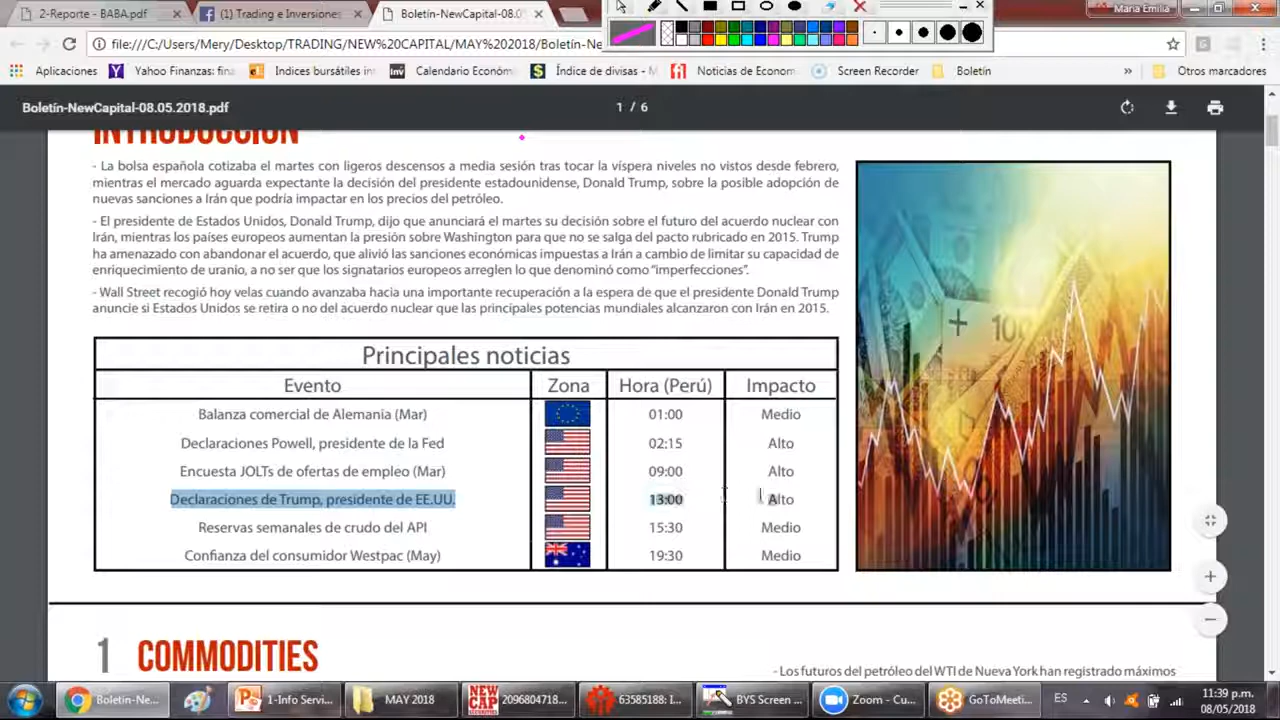 2-Reporte - BABA.pdf
(1) Trading e Inversiones
Boletín-NewCapital-08.0
Maria Emilia
file:///C:/Users/Mery/Desktop/TRADING/NEW%20CAPITAL/MAY%202018/Boletin-Ne
Aplicaciones
Yahoo Finanzas: fina
Indices bursátiles in
Calendario Económi
Índice de divisas - M
Noticias de Econom
Screen Recorder
Boletín
»
Otros marcadores
Boletín-NewCapital-08.05.2018.pdf
1 / 6
INTRODUCCIÓN
- La bolsa española cotizaba el martes con ligeros descensos a media sesión tras tocar la víspera niveles no vistos desde febrero,
mientras el mercado aguarda expectante la decisión del presidente estadounidense, Donald Trump, sobre la posible adopción de
nuevas sanciones a Irán que podría impactar en los precios del petróleo.
- El presidente de Estados Unidos, Donald Trump, dijo que anunciará el martes su decisión sobre el futuro del acuerdo nuclear con
Irán, mientras los países europeos aumentan la presión sobre Washington para que no se salga del pacto rubricado en 2015. Trump
ha amenazado con abandonar el acuerdo, que alivió las sanciones económicas impuestas a Irán a cambio de limitar su capacidad de
enriquecimiento de uranio, a no ser que los signatarios europeos arreglen lo que denominó como “imperfecciones”.
- Wall Street recogió hoy velas cuando avanzaba hacia una importante recuperación a la espera de que el presidente Donald Trump
anuncie si Estados Unidos se retira o no del acuerdo nuclear que las principales potencias mundiales alcanzaron con Irán en 2015.
Principales noticias
Evento Zona Hora (Perú) Impacto
Balanza comercial de Alemania (Mar) 01:00 Medio
Declaraciones Powell, presidente de la Fed 02:15 Alto
Encuesta JOLTs de ofertas de empleo (Mar) 09:00 Alto
Declaraciones de Trump, presidente de EE.UU. 13:00 Alto
Reservas semanales de crudo del API 15:30 Medio
Confianza del consumidor Westpac (May) 19:30 Medio
1 COMMODITIES
- Los futuros del petróleo del WTI de Nueva York han registrado máximos
Boletín-Ne...
1-Info Servi...
MAY 2018
NEW CAP
2096804718...
63585188: I...
BYS Screen ...
Zoom - Cu...
GoToMeeti...
ES
11:39 p.m.
08/05/2018